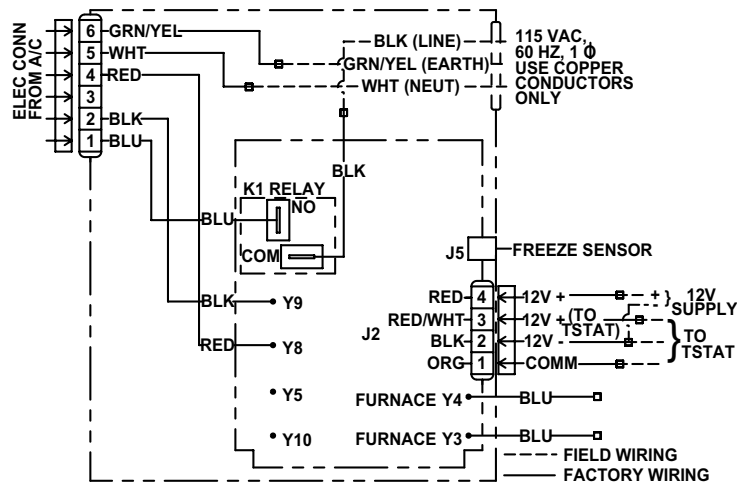 ELEC CONN
FROM A/C
6 GRN/YEL
5 WHT
4 RED
3
2 BLK
1 BLU
BLK (LINE)
GRN/YEL (EARTH)
WHT (NEUT)
115 VAC,
60 HZ, 1 Φ
USE COPPER
CONDUCTORS
ONLY
BLK
K1 RELAY
NO
BLU
COM
J5
FREEZE SENSOR
BLK
Y9
RED
Y8
Y5
Y10
J2
RED 4 12V + +
RED/WHT 3 12V + (TO TSTAT)
BLK 2 12V - -
ORG 1 COMM
} 12V
SUPPLY
} TO
TSTAT
FURNACE Y4 BLU
FURNACE Y3 BLU
FIELD WIRING
FACTORY WIRING